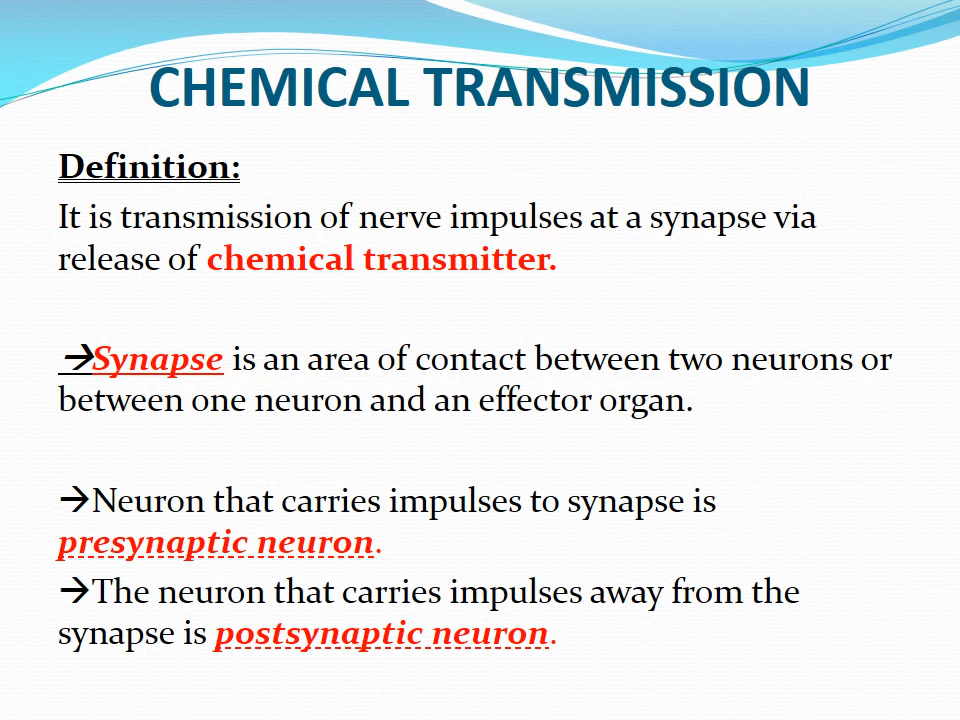 CHEMICAL TRANSMISSION
Definition:
It is transmission of nerve impulses at a synapse via
release of chemical transmitter.
→Synapse is an area of contact between two neurons or
between one neuron and an effector organ.
→Neuron that carries impulses to synapse is
presynaptic neuron.
→The neuron that carries impulses away from the
synapse is postsynaptic neuron.